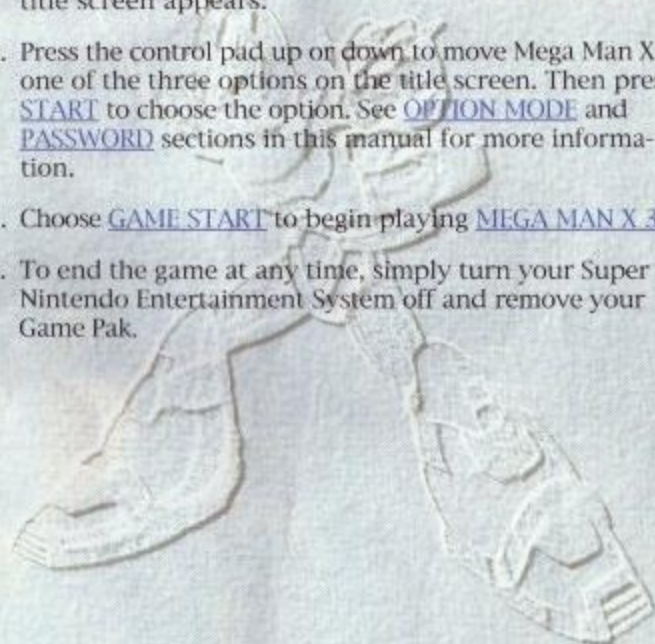 title screen appears.
. Press the control pad up or down to move Mega Man X
one of the three options on the title screen. Then pre
START to choose the option. See OPTION MODE and
PASSWORD sections in this manual for more informa-
tion.
. Choose GAME START to begin playing MEGA MAN X 3
. To end the game at any time, simply turn your Super
Nintendo Entertainment System off and remove your
Game Pak.